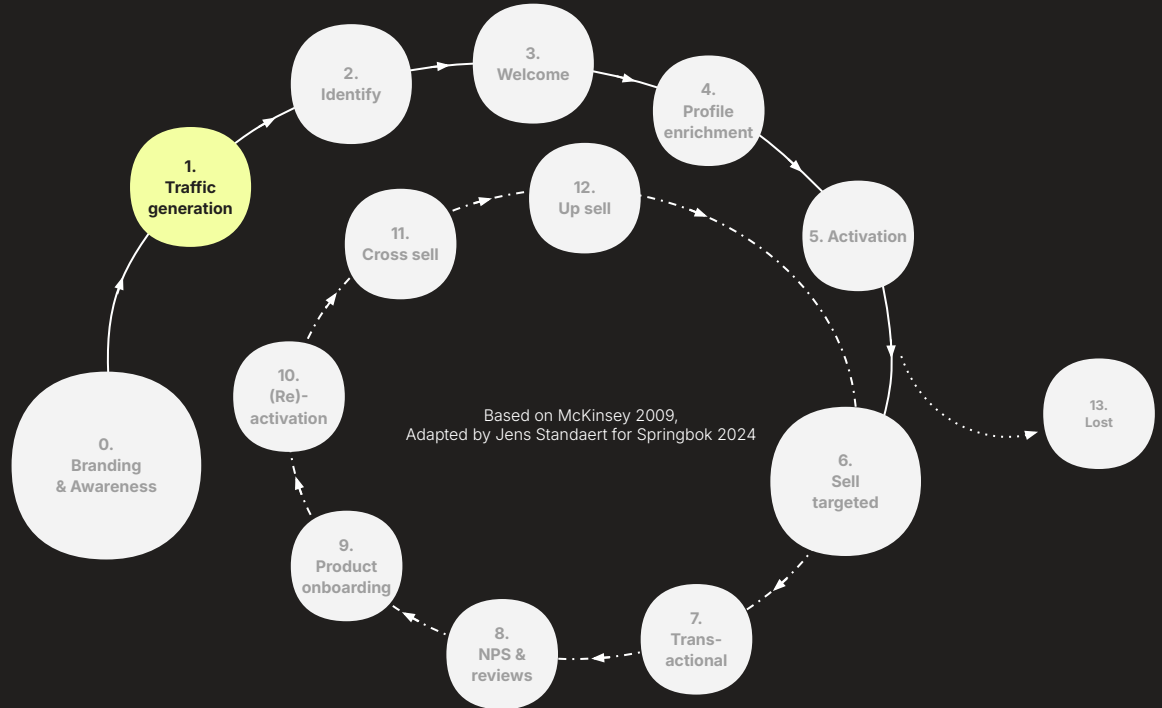 0.
Branding
& Awareness
1.
Traffic
generation
2.
Identify
3.
Welcome
4.
Profile
enrichment
5. Activation
6.
Sell
targeted
7.
Trans-
actional
8.
NPS &
reviews
9.
Product
onboarding
10.
(Re)-
activation
11.
Cross sell
12.
Up sell
13.
Lost
Based on McKinsey 2009,
Adapted by Jens Standaert for Springbok 2024